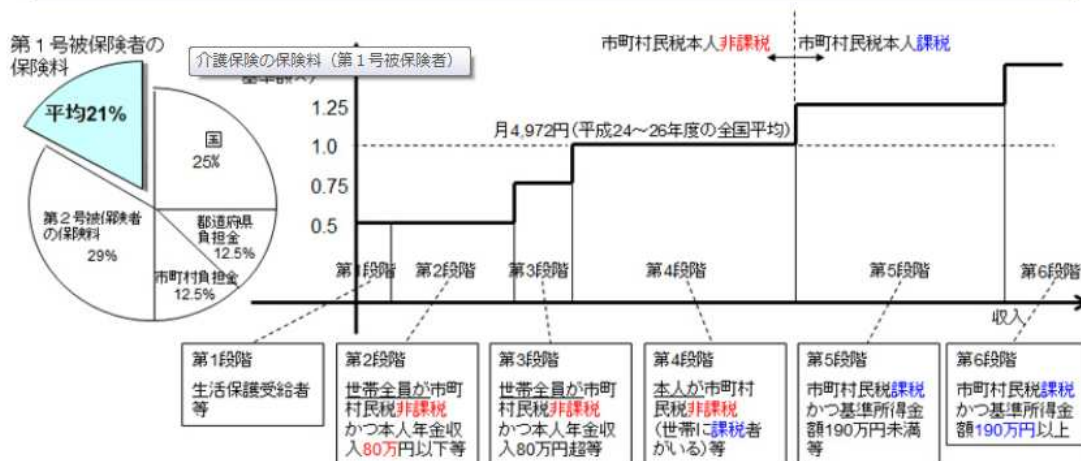 市町村民税本人非課税
市町村民税本人課税
第1号被保険者の
保険料
介護保険の保険料（第1号被保険者）
平均21%
国
25%
第2号被保険者
の保険料
29%
都道府県
負担金
12.5%
市町村負担金
12.5%
1.25
1.0
0.75
0.5
月4,972円(平成24～26年度の全国平均)
第1段階
第2段階
第3段階
第4段階
第5段階
第6段階
収入
第1段階
生活保護受給者
等
第2段階
世帯全員が市町
村民税非課税
かつ本人年金収
入80万円以下等
第3段階
世帯全員が市町
村民税非課税
かつ本人年金収
入80万円超等
第4段階
本人が市町村
民税非課税
(世帯に課税者
がいる)等
第5段階
市町村民税課税
かつ基準所得金
額190万円未満
等
第6段階
市町村民税課税
かつ基準所得金
額190万円以上